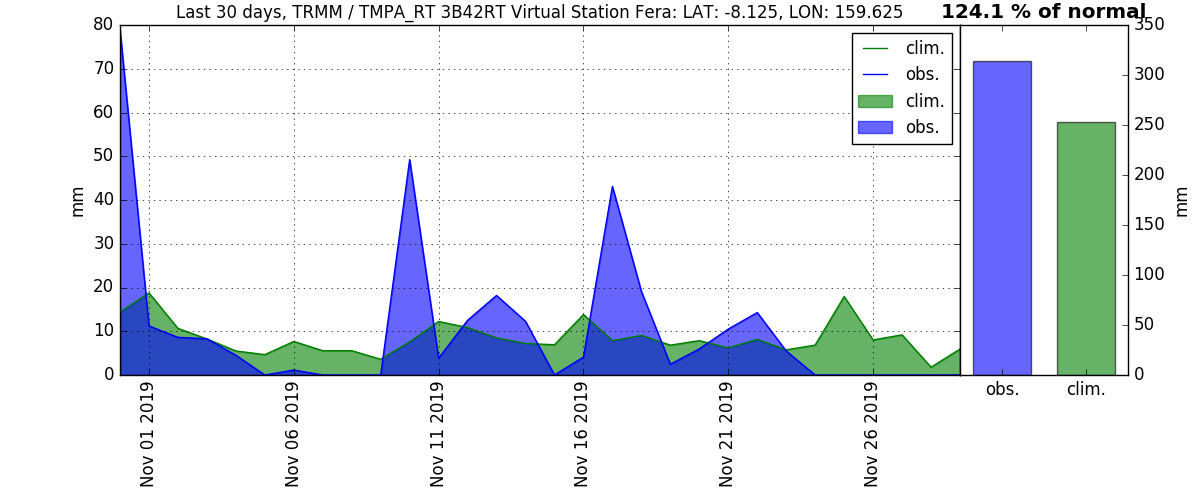 Last 30 days, TRMM / TMPA_RT 3B42RT Virtual Station Fera: LAT: -8.125, LON: 159.625
124.1 % of normal
80
70
60
50
40
30
20
10
0
mm
clim.
obs.
clim.
obs.
Nov 01 2019
Nov 06 2019
Nov 11 2019
Nov 16 2019
Nov 21 2019
Nov 26 2019
350
300
250
200
150
100
50
0
mm
obs.
clim.